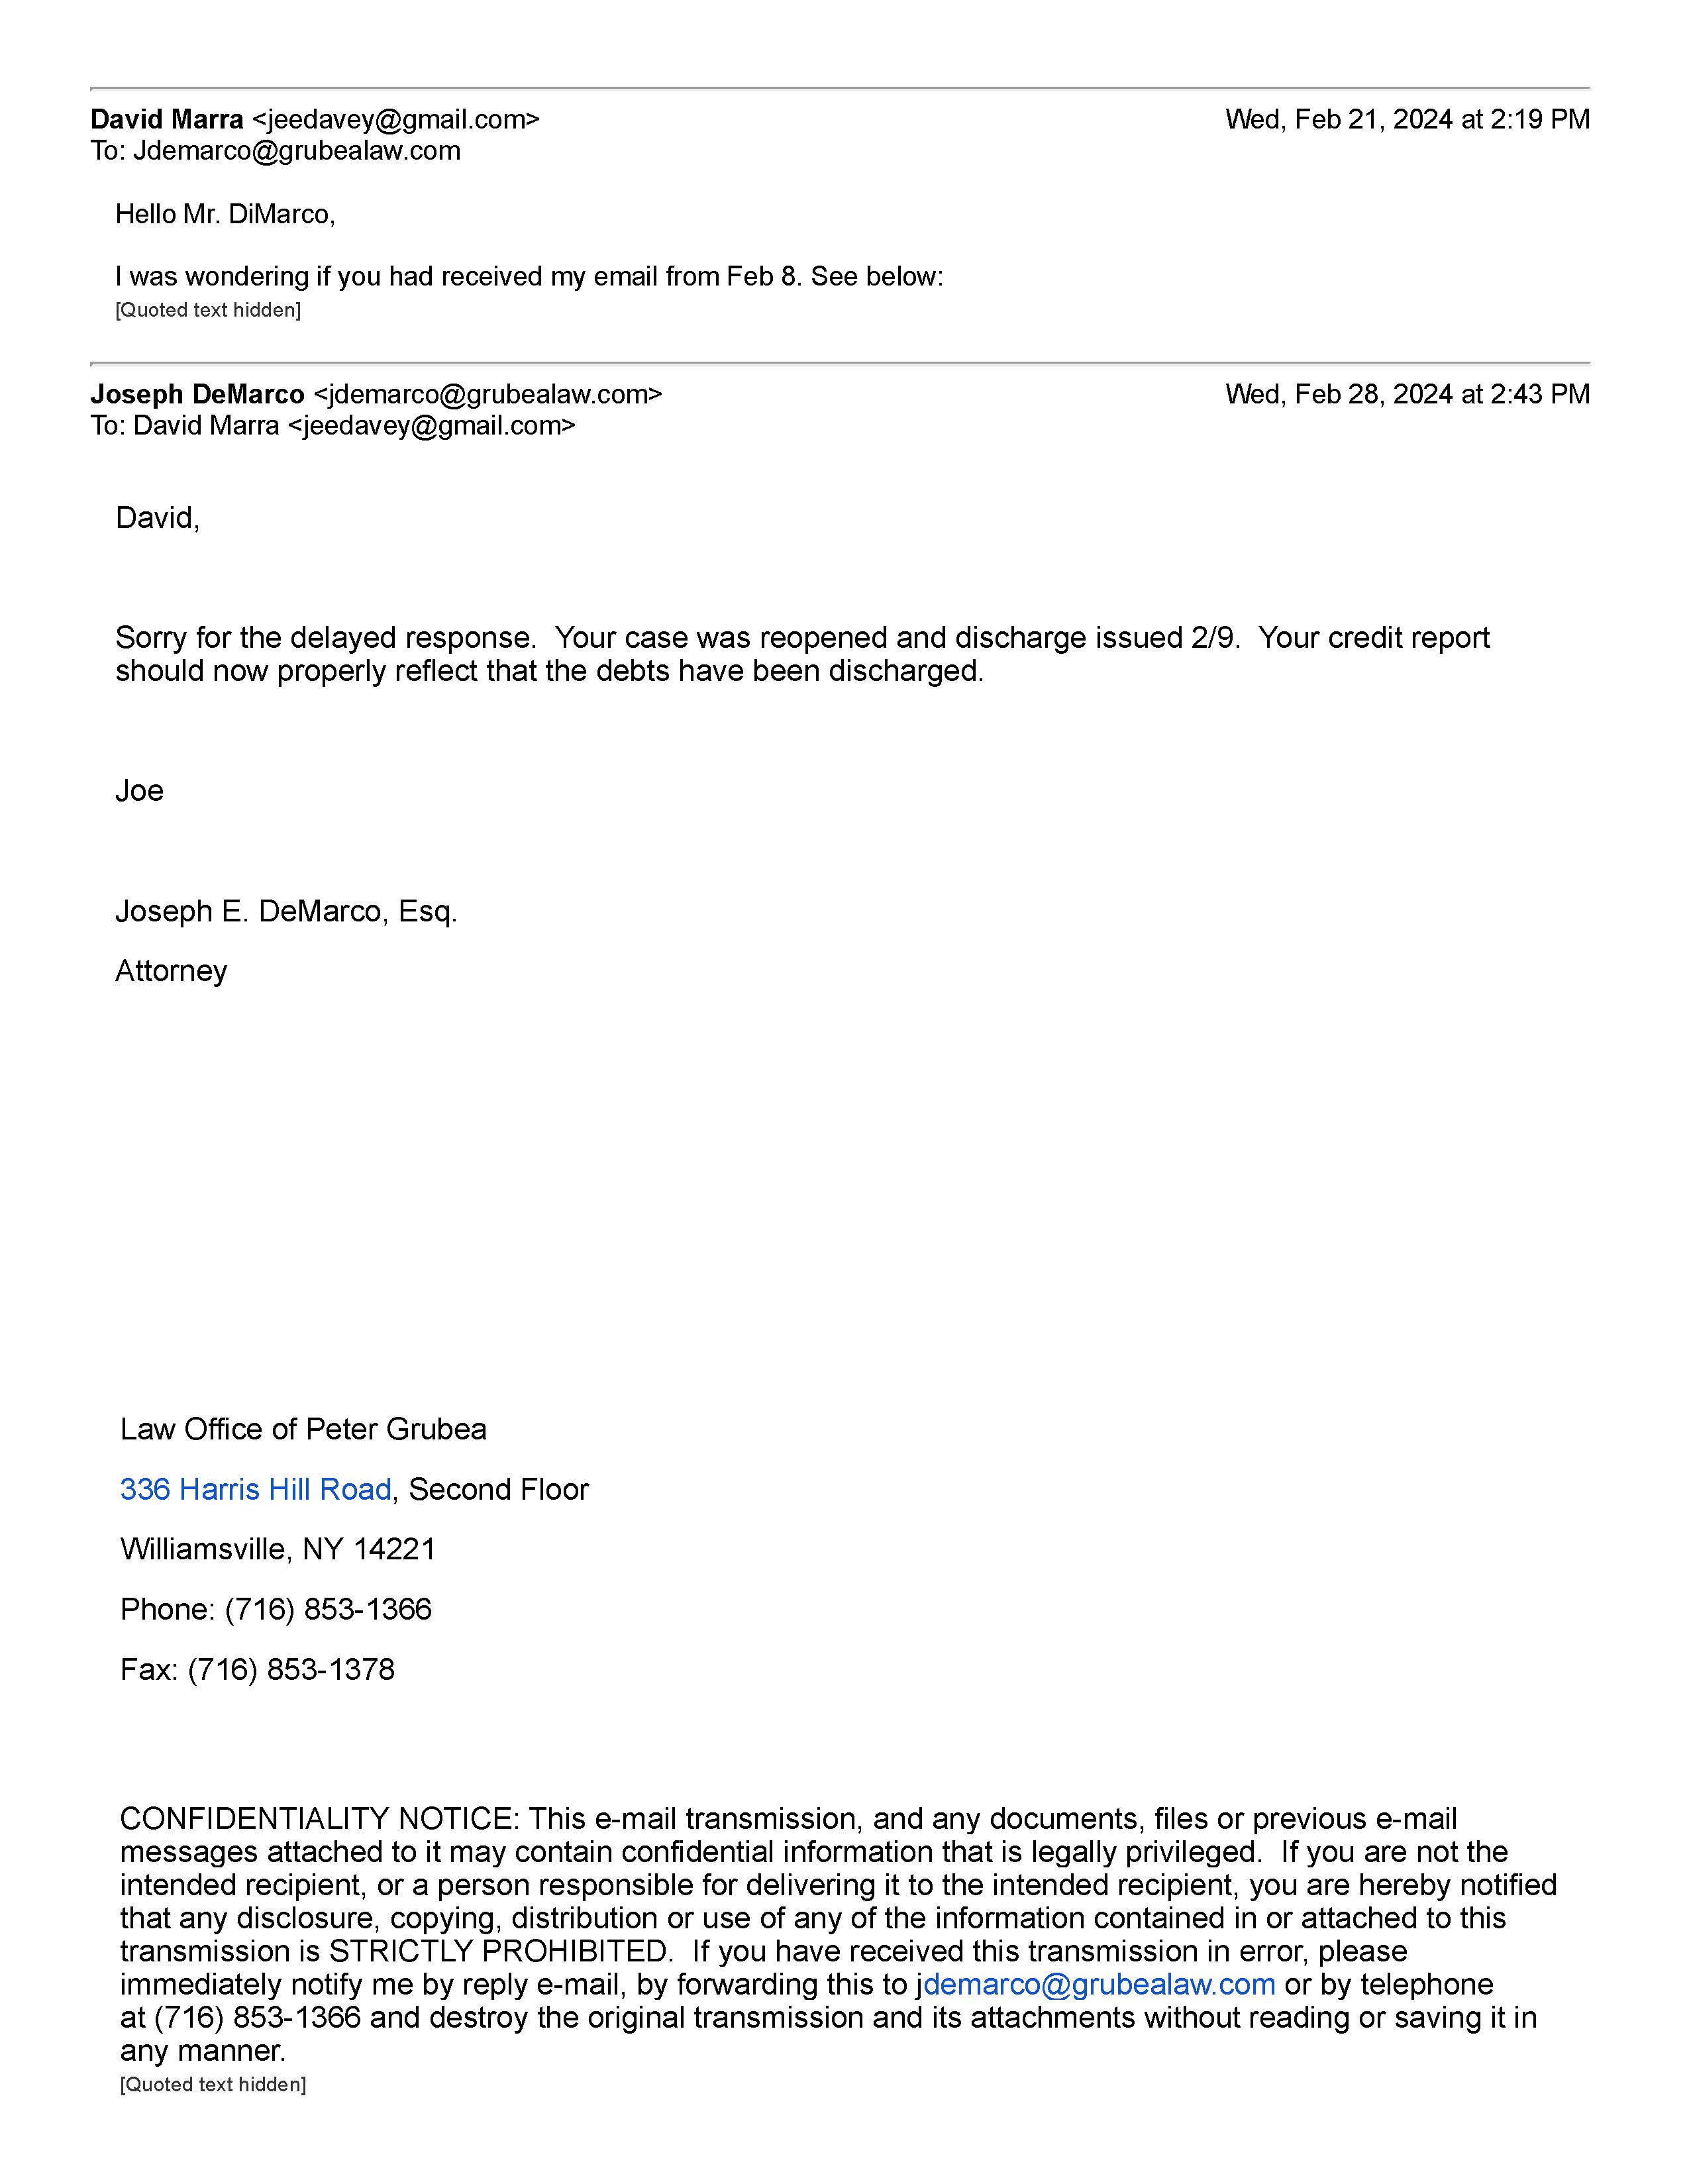 David Marra <jeedavey@gmail.com> Wed, Feb 21, 2024 at 2:19 PM
To: Jdemarco@grubealaw.com
Hello Mr. DiMarco,
I was wondering if you had received my email from Feb 8. See below:
[Quoted text hidden]
Joseph DeMarco <jdemarco@grubealaw.com> Wed, Feb 28, 2024 at 2:43 PM
To: David Marra <jeedavey@gmail.com>
David,
Sorry for the delayed response.  Your case was reopened and discharge issued 2/9.  Your credit report
should now properly reflect that the debts have been discharged.
Joe
Joseph E. DeMarco, Esq.
Attorney
Law Office of Peter Grubea
336 Harris Hill Road, Second Floor
Williamsville, NY 14221
Phone: (716) 853-1366
Fax: (716) 853-1378
CONFIDENTIALITY NOTICE: This e-mail transmission, and any documents, files or previous e-mail
messages attached to it may contain confidential information that is legally privileged.  If you are not the
intended recipient, or a person responsible for delivering it to the intended recipient, you are hereby notified
that any disclosure, copying, distribution or use of any of the information contained in or attached to this
transmission is STRICTLY PROHIBITED.  If you have received this transmission in error, please
immediately notify me by reply e-mail, by forwarding this to jdemarco@grubealaw.com or by telephone
at (716) 853-1366 and destroy the original transmission and its attachments without reading or saving it in
any manner.
[Quoted text hidden]